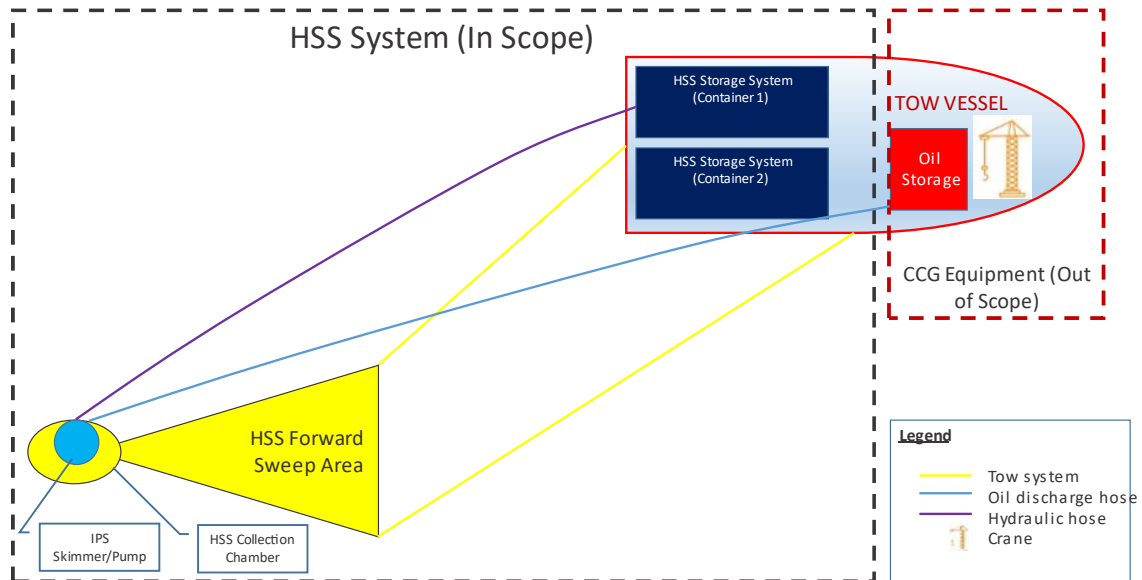 HSS System (In Scope)
HSS Storage System
(Container 1)
TOW VESSEL
HSS Storage System
(Container 2)
Oil
Storage
CCG Equipment (Out
of Scope)
HSS Forward
Sweep Area
IPS
Skimmer/Pump
HSS Collection
Chamber
Legend
Tow system
Oil discharge hose
Hydraulic hose
Crane